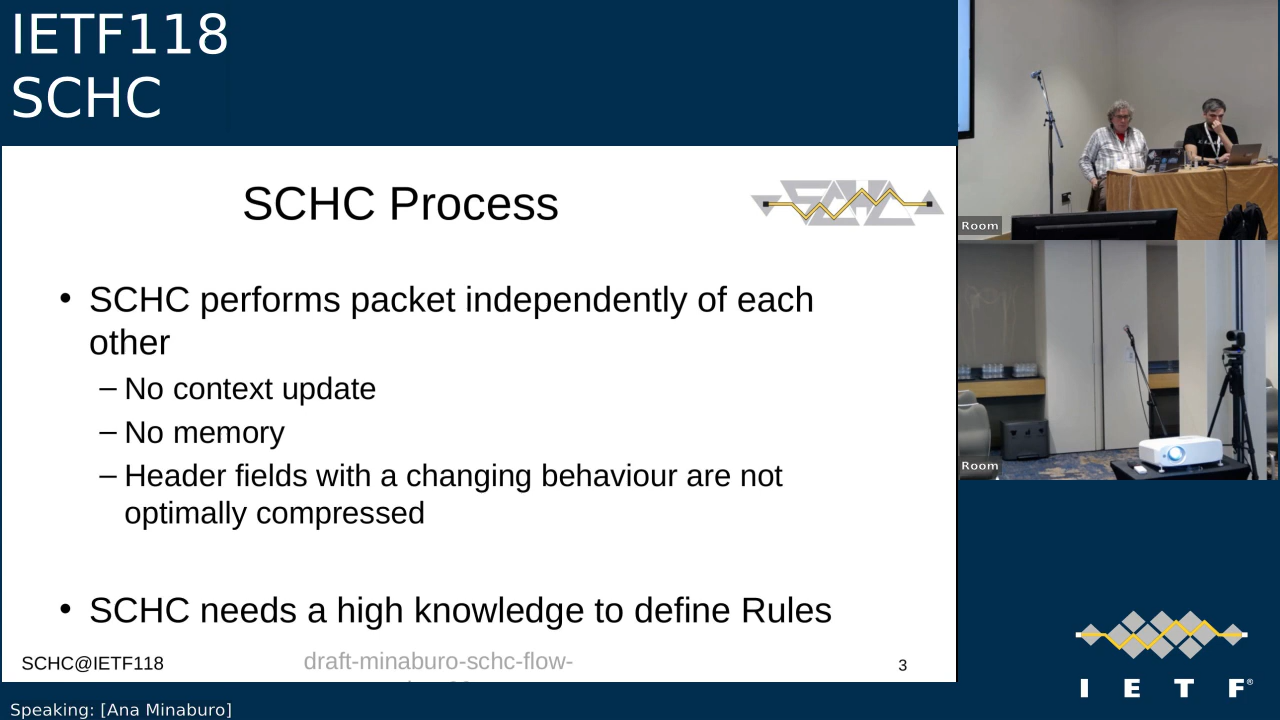 IETF118
SCHC
SCHC Process
SCHC
• SCHC performs packet independently of each
other
– No context update
– No memory
– Header fields with a changing behaviour are not
optimally compressed
• SCHC needs a high knowledge to define Rules
SCHC@IETF118
draft-minaburo-schc-flow-
3
Speaking: [Ana Minaburo]
Room
Room
I E T F®